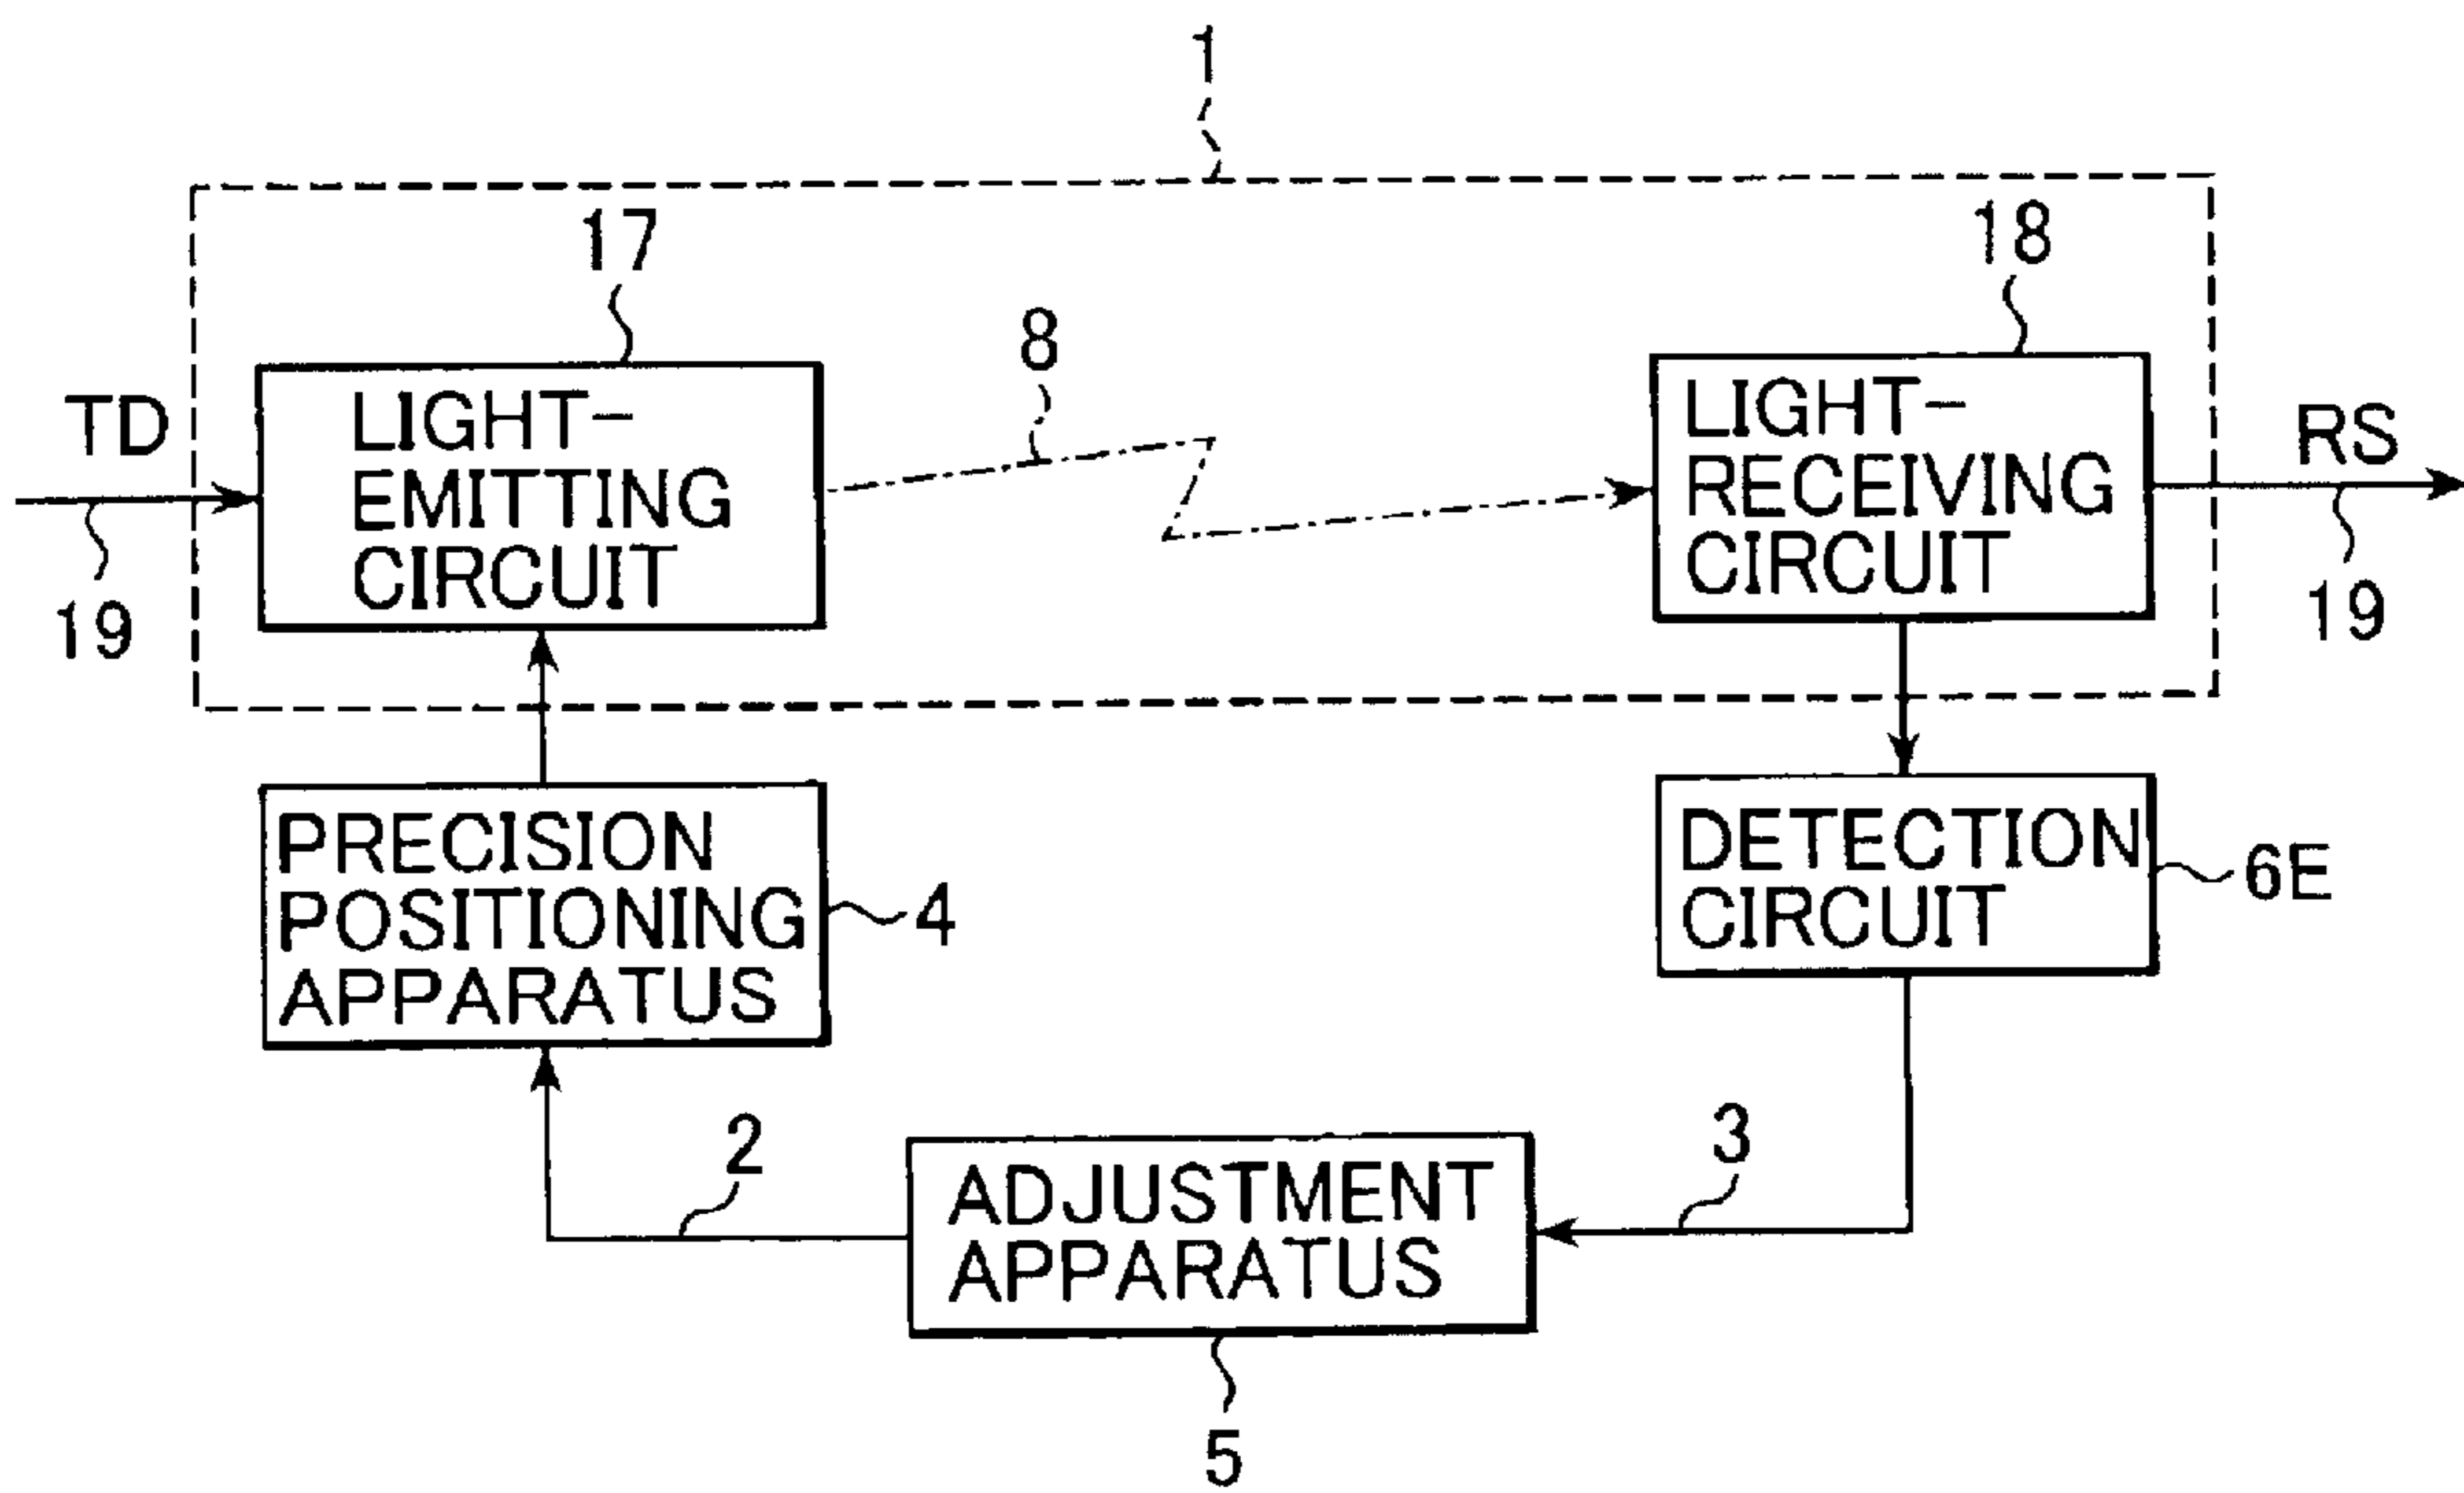 1
17
18
8
TD
LIGHT-
EMITTING
CIRCUIT
LIGHT-
RECEIVING
CIRCUIT
RS
19
19
PRECISION
POSITIONING
APPARATUS
4
DETECTION
CIRCUIT
6E
2
3
ADJUSTMENT
APPARATUS
5